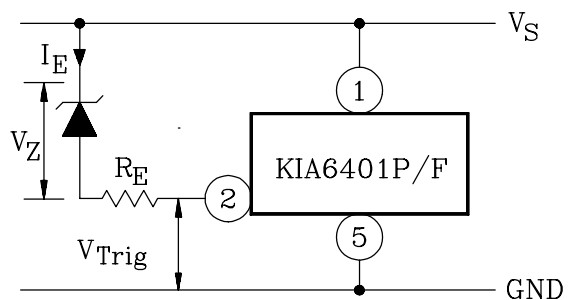 V_S
I_E
1
V_Z
KIA6401P/F
R_E
2
V_Trig
5
GND